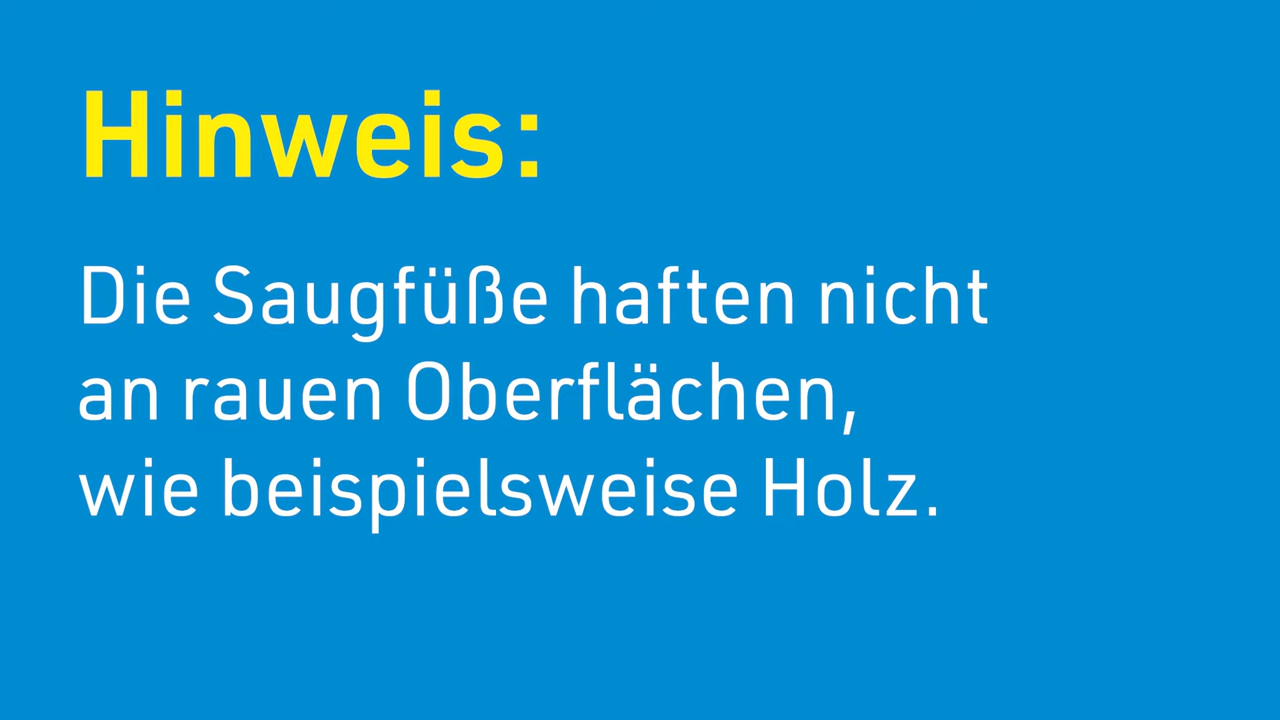 Hinweis:
Die Saugfüße haften nicht
an rauen Oberflächen,
wie beispielsweise Holz.